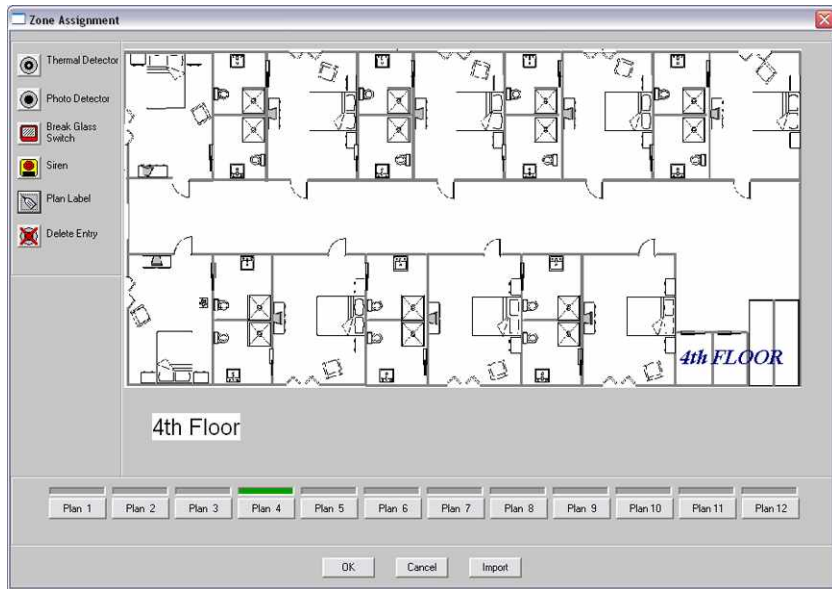 Zone Assignment
Thermal Detector
Photo Detector
Break Glass
Switch
Siren
Plan Label
Delete Entry
4th FLOOR
4th Floor
Plan 1
Plan 2
Plan 3
Plan 4
Plan 5
Plan 6
Plan 7
Plan 8
Plan 9
Plan 10
Plan 11
Plan 12
OK
Cancel
Import